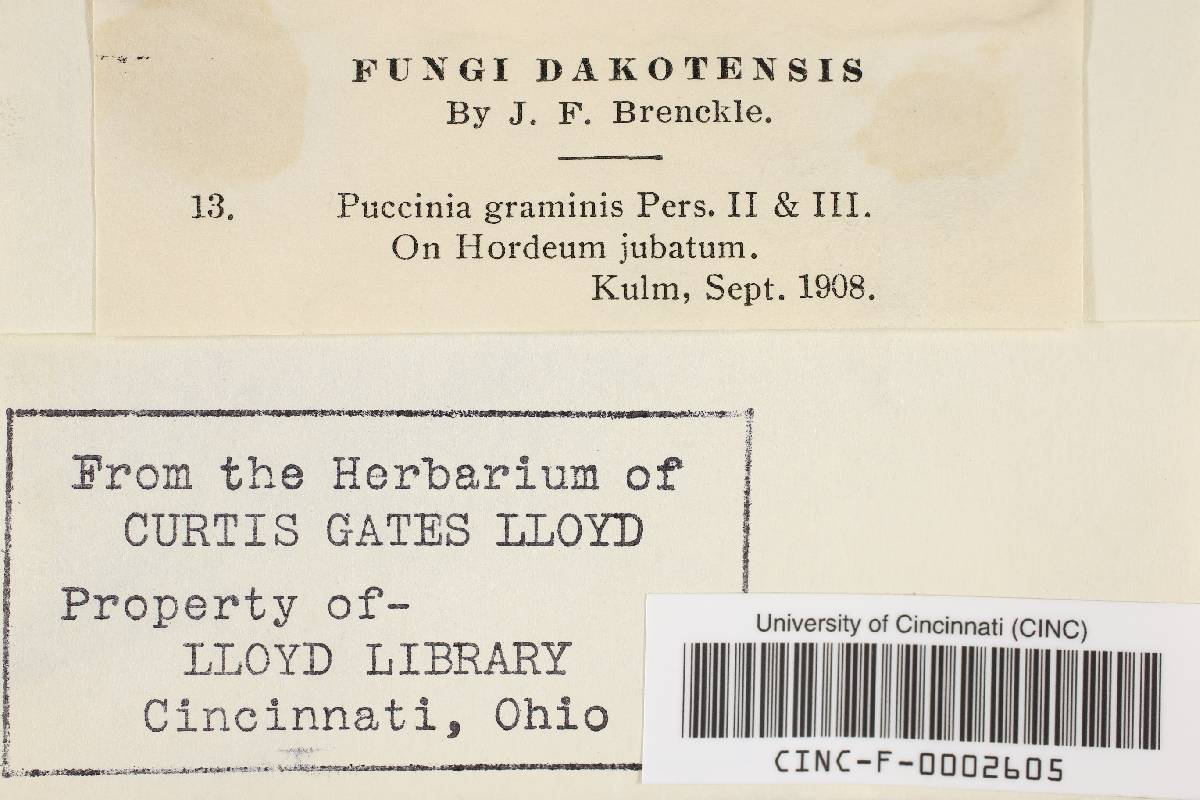 FUNGI DAKOTENSIS
By J. F. Brenckle.
13. Puccinia graminis Pers. II & III.
On Hordeum jubatum.
Kulm, Sept. 1908.
From the Herbarium of
CURTIS GATES LLOYD
Property of-
LLOYD LIBRARY
Cincinnati, Ohio
University of Cincinnati (CINC)
CINC-F-0002605